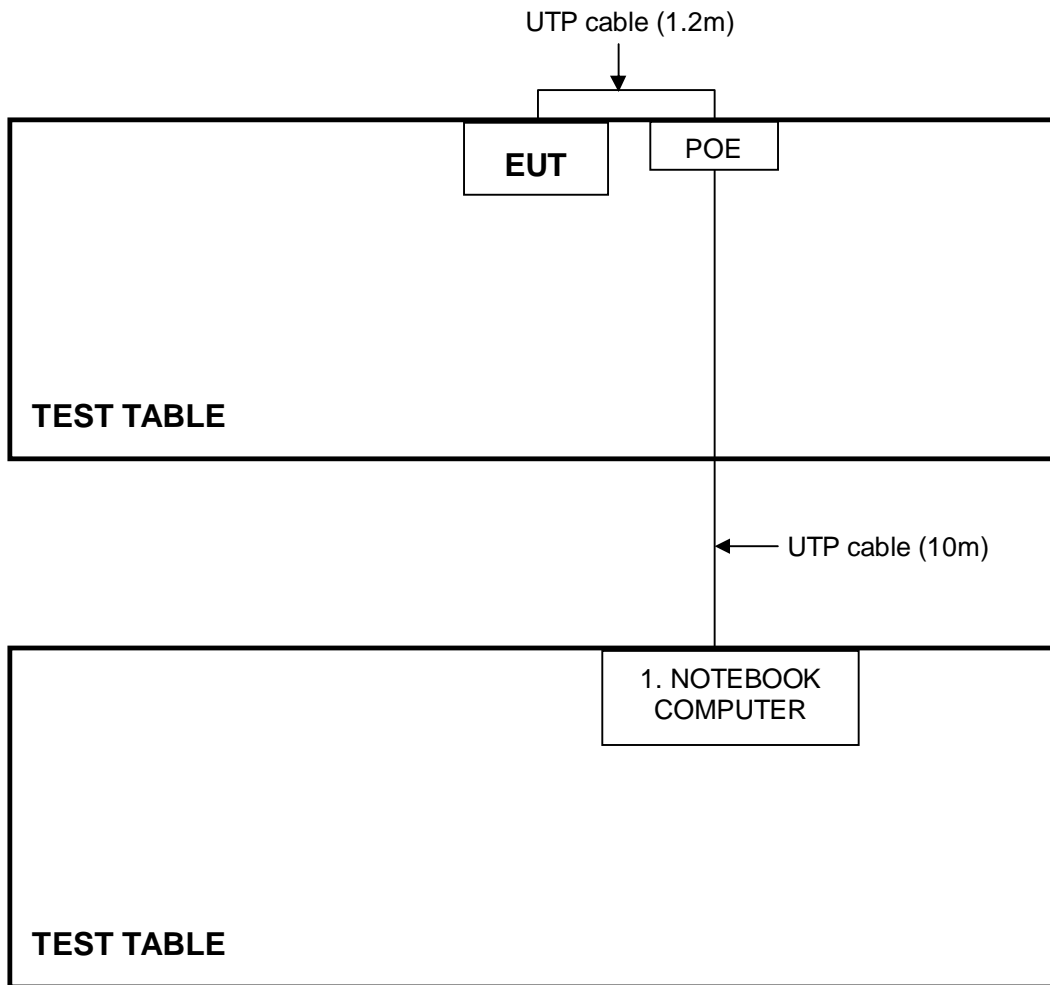 UTP cable (1.2m)
EUT
POE
TEST TABLE
UTP cable (10m)
1. NOTEBOOK
COMPUTER
TEST TABLE